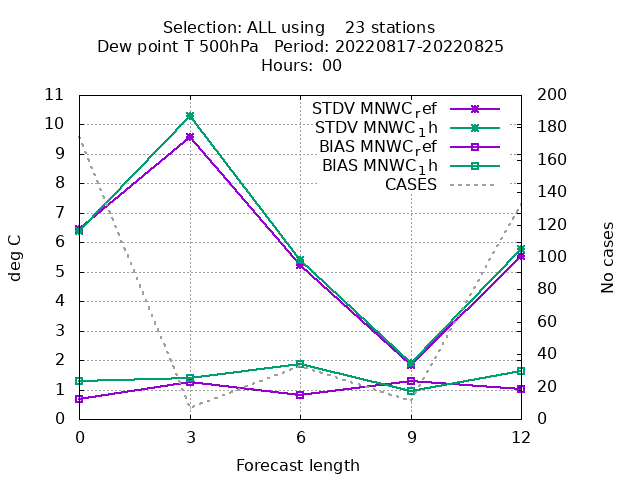 Selection: ALL using    23 stations
Dew point T 500hPa   Period: 20220817-20220825
Hours: 00
11
10
9
8
7
6
5
4
3
2
1
0
deg C
STDV MNWC_ref
STDV MNWC_1h
BIAS MNWC_ref
BIAS MNWC_1h
CASES
200
180
160
140
120
100
80
60
40
20
0
No cases
0 3 6 9 12
Forecast length